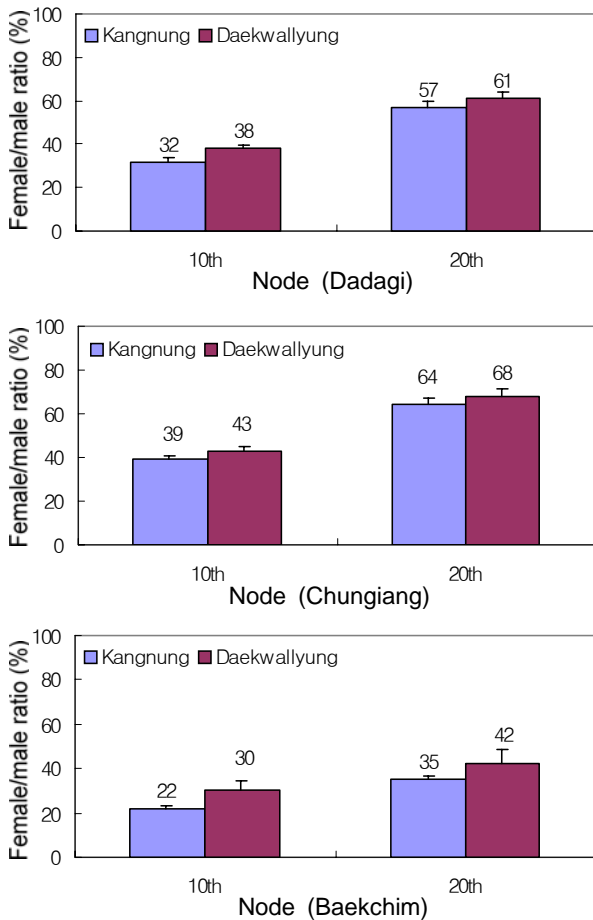 Female/male ratio (%)
100
80
60
40
20
0
Kangnung Daekwallyung
32 38 57 61
10th 20th
Node (Dadagi)
Female/male ratio (%)
100
80
60
40
20
0
Kangnung Daekwallyung
39 43 64 68
10th 20th
Node (Chungiang)
Female/male ratio (%)
100
80
60
40
20
0
Kangnung Daekwallyung
22 30 35 42
10th 20th
Node (Baekchim)